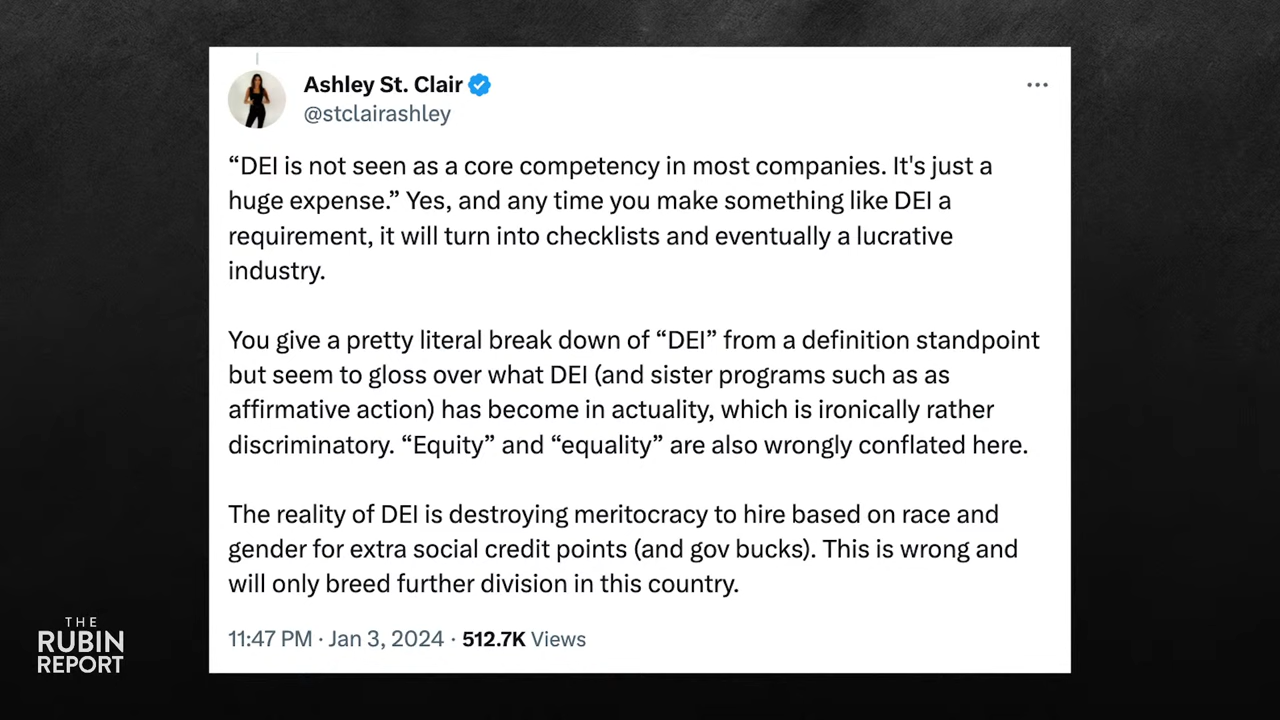 Ashley St. Clair
@stclairashley
“DEI is not seen as a core competency in most companies. It's just a
huge expense.” Yes, and any time you make something like DEI a
requirement, it will turn into checklists and eventually a lucrative
industry.
You give a pretty literal break down of “DEI” from a definition standpoint
but seem to gloss over what DEI (and sister programs such as as
affirmative action) has become in actuality, which is ironically rather
discriminatory. “Equity” and “equality” are also wrongly conflated here.
The reality of DEI is destroying meritocracy to hire based on race and
gender for extra social credit points (and gov bucks). This is wrong and
will only breed further division in this country.
11:47 PM · Jan 3, 2024 · 512.7K Views
THE
RUBIN
REPORT